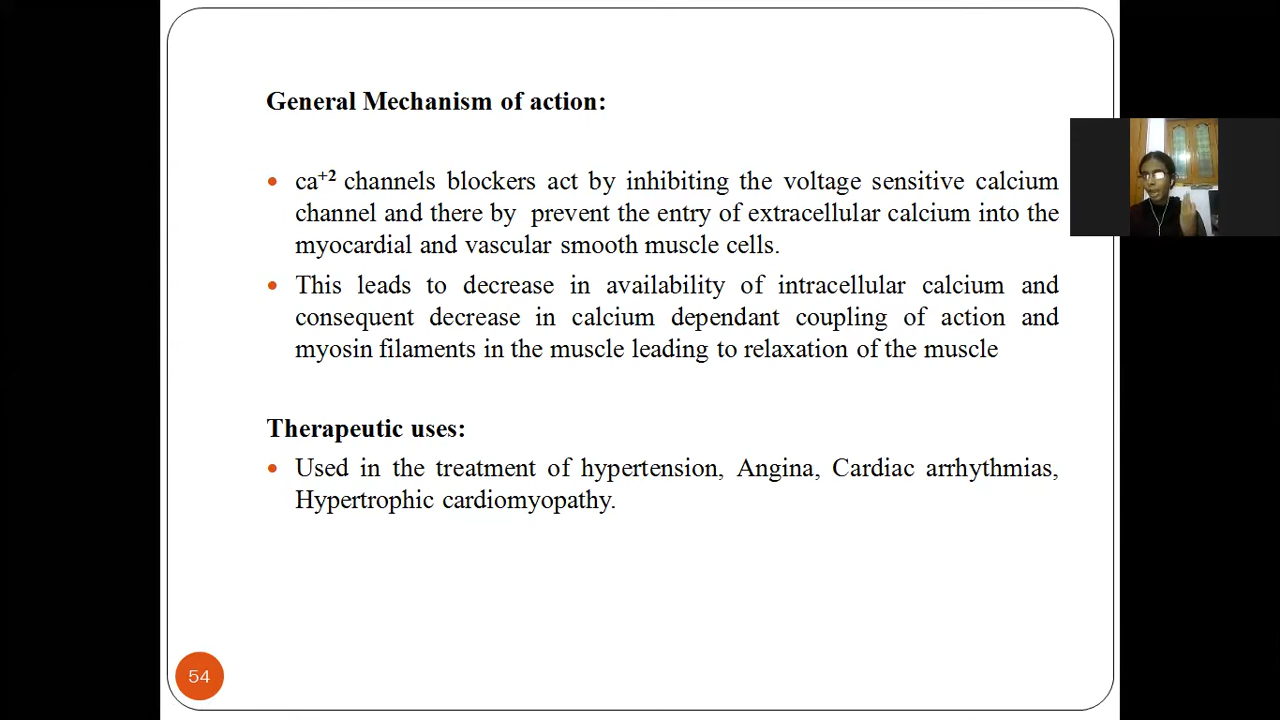 General Mechanism of action:
ca⁺² channels blockers act by inhibiting the voltage sensitive calcium
channel and there by prevent the entry of extracellular calcium into the
myocardial and vascular smooth muscle cells.
This leads to decrease in availability of intracellular calcium and
consequent decrease in calcium dependant coupling of action and
myosin filaments in the muscle leading to relaxation of the muscle
Therapeutic uses:
Used in the treatment of hypertension, Angina, Cardiac arrhythmias,
Hypertrophic cardiomyopathy.
54